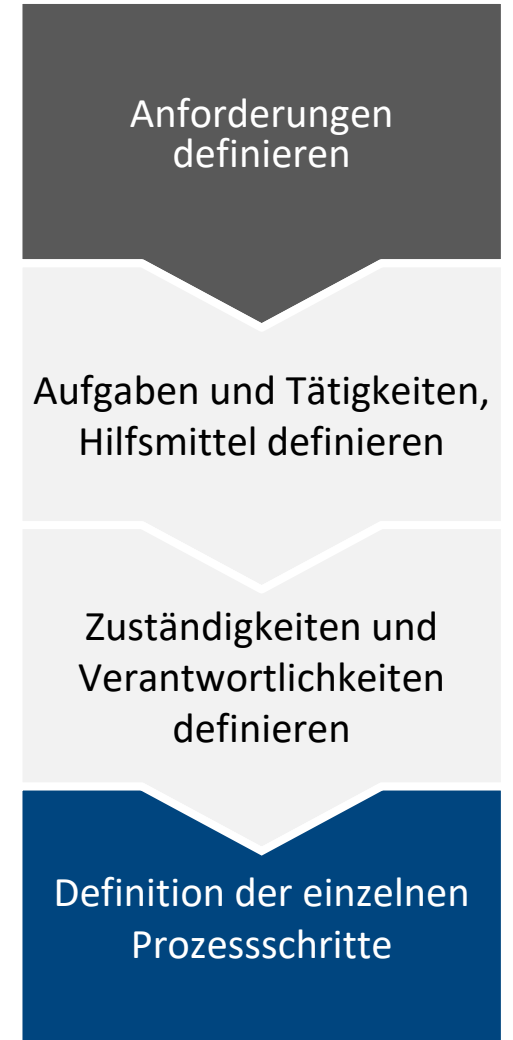 Anforderungen
definieren
Aufgaben und Tätigkeiten,
Hilfsmittel definieren
Zuständigkeiten und
Verantwortlichkeiten
definieren
Definition der einzelnen
Prozessschritte